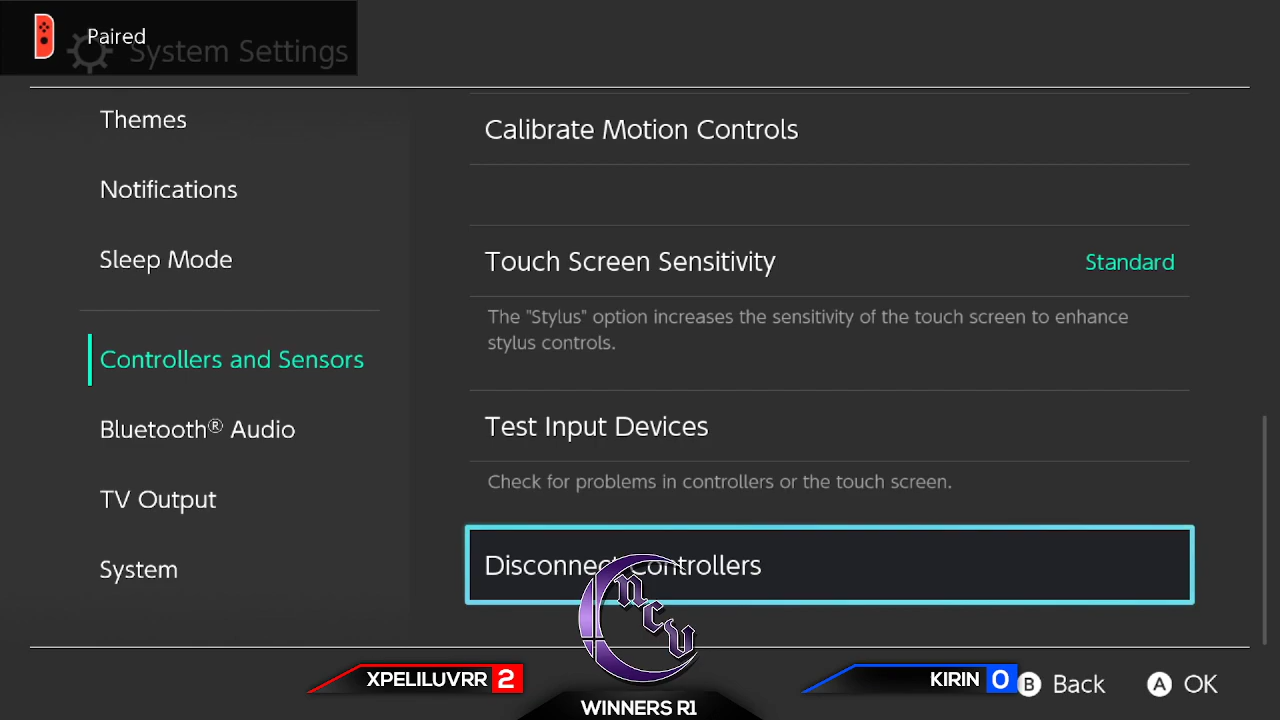 Paired
System Settings
Themes
Notifications
Sleep Mode
Controllers and Sensors
Bluetooth® Audio
TV Output
System
Calibrate Motion Controls
Touch Screen Sensitivity Standard
The "Stylus" option increases the sensitivity of the touch screen to enhance
stylus controls.
Test Input Devices
Check for problems in controllers or the touch screen.
Disconnect Controllers
ncv
XPELILUVRR 2
KIRIN 0
B Back A OK
WINNERS R1